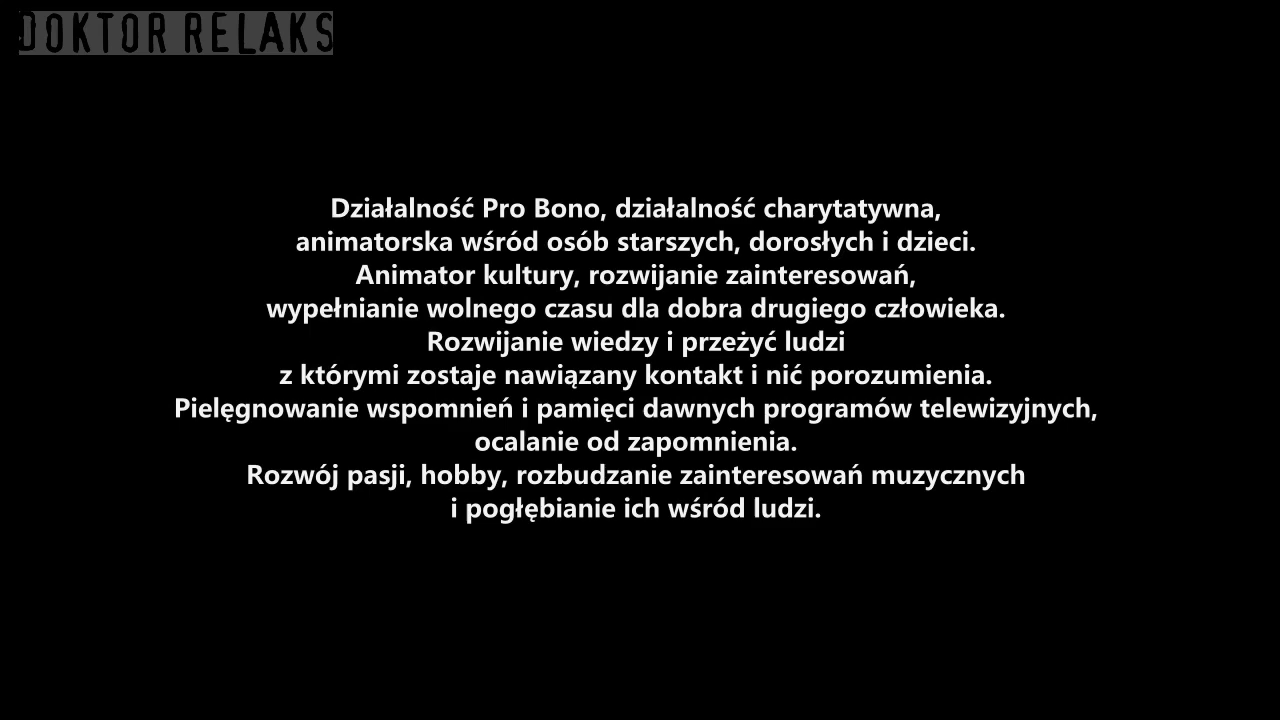 DOKTOR RELAKS
Działalność Pro Bono, działalność charytatywna,
animatorska wśród osób starszych, dorosłych i dzieci.
Animator kultury, rozwijanie zainteresowań,
wypełnianie wolnego czasu dla dobra drugiego człowieka.
Rozwijanie wiedzy i przeżyć ludzi
z którymi zostaje nawiązany kontakt i nić porozumienia.
Pielęgnowanie wspomnień i pamięci dawnych programów telewizyjnych,
ocalanie od zapomnienia.
Rozwój pasji, hobby, rozbudzanie zainteresowań muzycznych
i pogłębianie ich wśród ludzi.